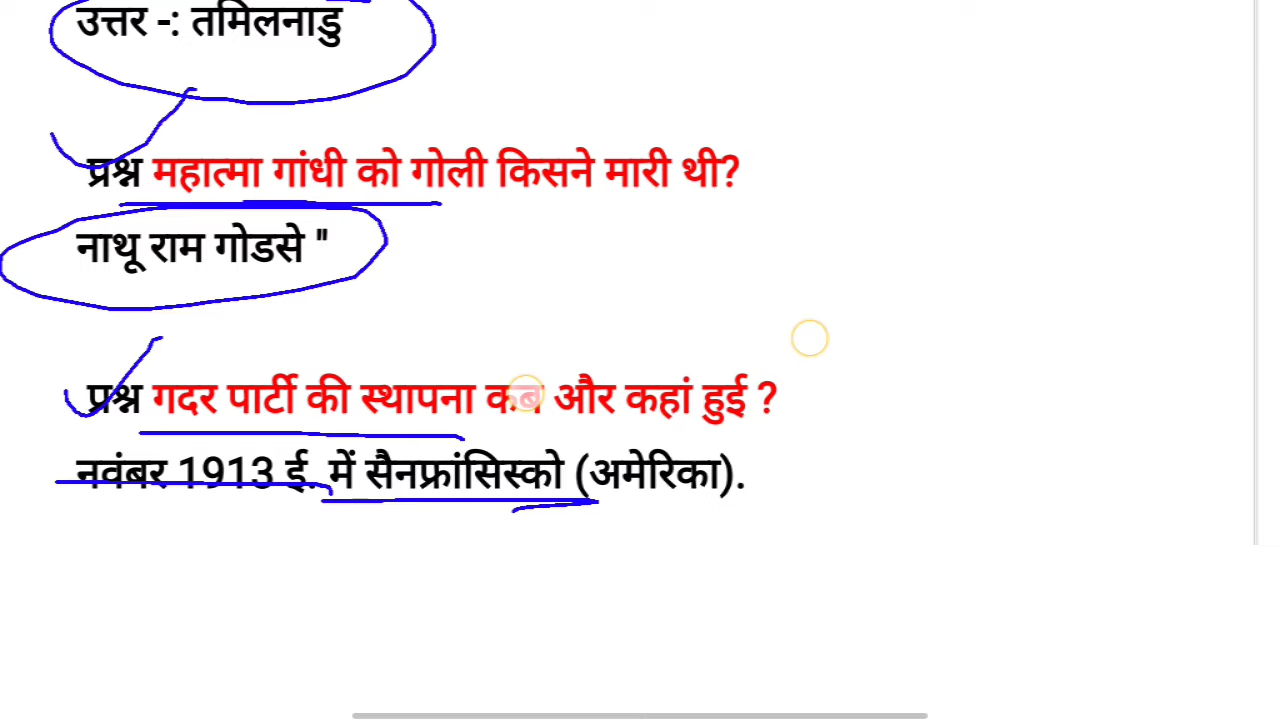 उत्तर -: तमिलनाडु
प्रश्न महात्मा गांधी को गोली किसने मारी थी?
नाथू राम गोडसे "
प्रश्न गदर पार्टी की स्थापना कब और कहां हुई ?
नवंबर 1913 ई. में सैनफ्रांसिस्को (अमेरिका).